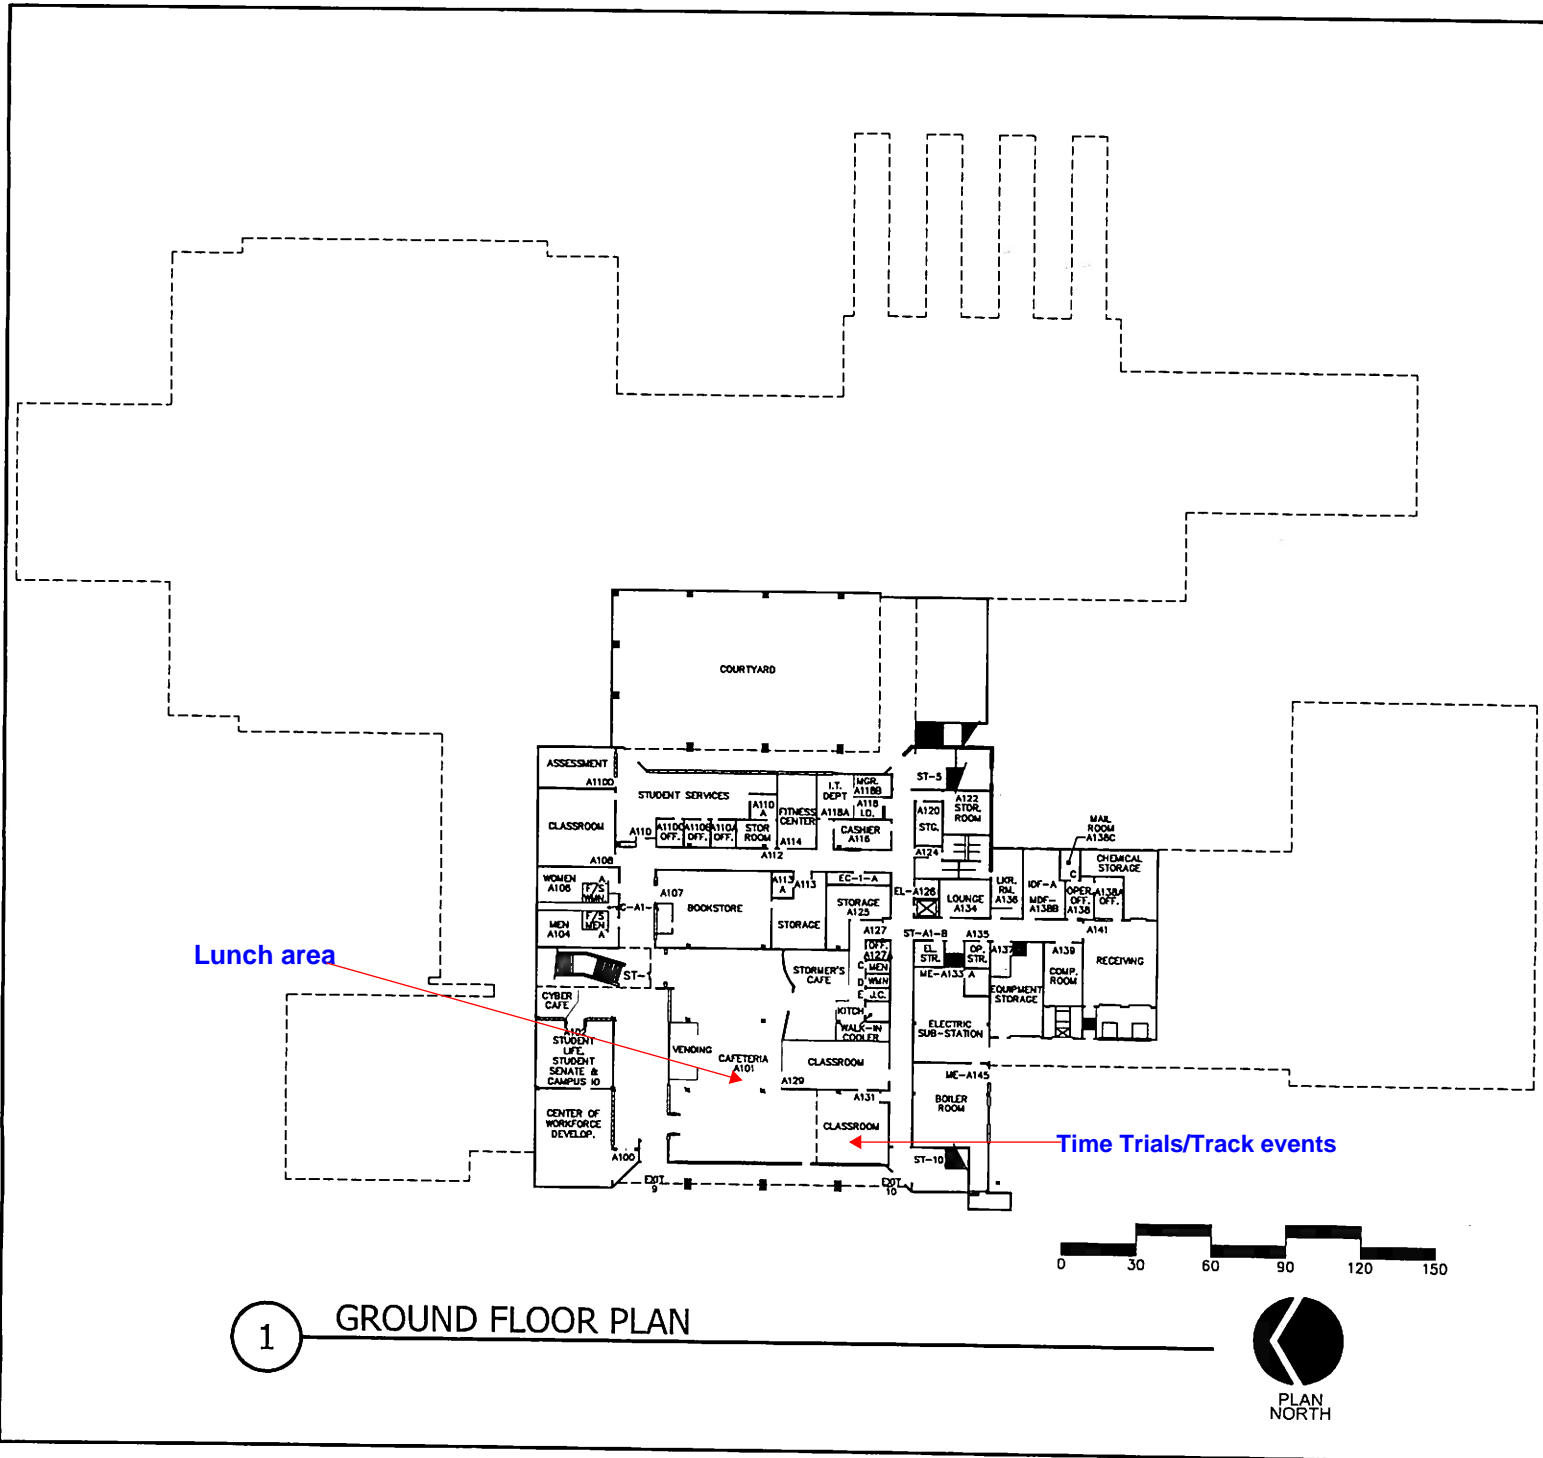 COURTYARD
ASSESSMENT
A110D
STUDENT SERVICES
CLASSROOM
A108
A110
A110C
OFF.
A110B
OFF.
A110A
OFF.
A110
A
STOR
ROOM
FITNESS
CENTER
A114
A112
I.T.
DEPT
A118A
MGR.
A118B
A118
I.D.
CASHIER
A116
ST-5
A120
STG.
A122
STOR.
ROOM
A124
MAIL
ROOM
A138C
CHEMICAL
STORAGE
C
WOMEN
A106
A
F/S
WMN
MEN
A104
F/S
MEN
A
C-A1-
A107
BOOKSTORE
A113
A
A113
STORAGE
EC-1-A
STORAGE
A125
EL-A126
LOUNGE
A134
LKR.
RM.
A136
IDF-A
MDF-
A138B
OPER.
OFF.
A138
A138A
OFF.
A127
OFF.
A127A
C
MEN
D
WMN
E
J.C.
ST-A1-B
EL.
STR.
A135
OP.
STR.
A137
A139
COMP.
ROOM
A141
RECEIVING
Lunch area
ST-
STORMER'S
CAFE
ME-A133
A
EQUIPMENT
STORAGE
CYBER
CAFE
KITCH
WALK-IN
COOLER
ELECTRIC
SUB-STATION
A102
STUDENT
LIFE,
STUDENT
SENATE &
CAMPUS ID
VENDING
CAFETERIA
A101
CLASSROOM
A129
ME-A145
A131
BOILER
ROOM
CENTER OF
WORKFORCE
DEVELOP.
CLASSROOM
Time Trials/Track events
A100
ST-10
EXIT
9
EXIT
10
0 30 60 90 120 150
1 GROUND FLOOR PLAN
PLAN
NORTH